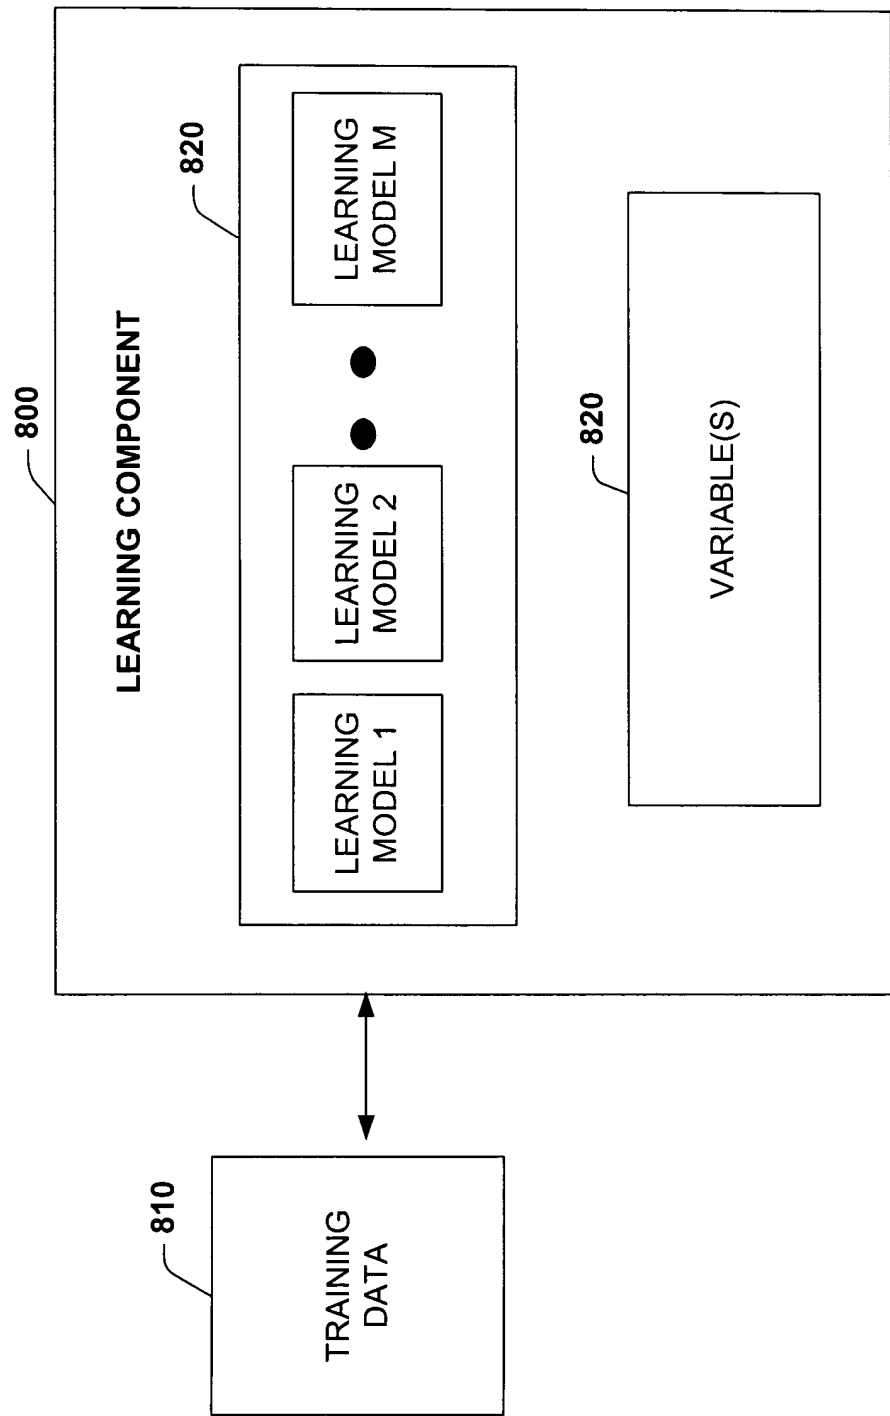 800
LEARNING COMPONENT
820
LEARNING
MODEL 1
LEARNING
MODEL 2
LEARNING
MODEL M
810
TRAINING
DATA
820
VARIABLE(S)